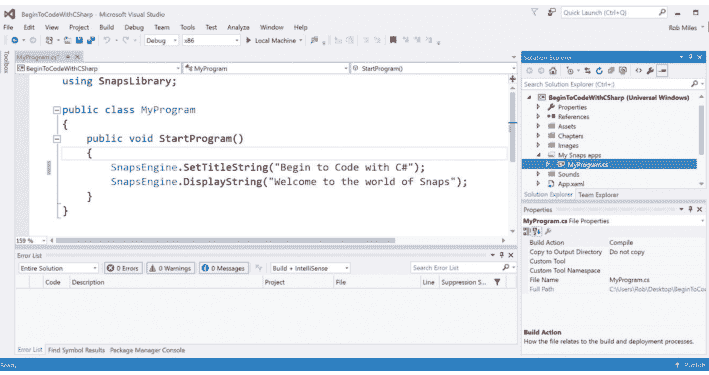 BeginToCodeWithCSharp - Microsoft Visual Studio
Quick Launch (Ctrl+Q)
File Edit View Project Build Debug Team Tools Test Analyze Window Help
Rob Miles
Debug x86 Local Machine
Toolbox
MyProgram.cs
BeginToCodeWithCSharp MyProgram StartProgram()
using SnapsLibrary;
public class MyProgram
{
public void StartProgram()
{
SnapsEngine.SetTitleString("Begin to Code with C#");
SnapsEngine.DisplayString("Welcome to the world of Snaps");
}
}
159 %
Solution Explorer
Search Solution Explorer (Ctrl+;)
BeginToCodeWithCSharp (Universal Windows)
Properties
References
Assets
Chapters
Images
My Snaps apps
MyProgram.cs
Sounds
App.xaml
Solution Explorer Team Explorer
Properties
MyProgram.cs File Properties
Build Action Compile
Copy to Output Directory Do not copy
Custom Tool
Custom Tool Namespace
File Name MyProgram.cs
Full Path C:\Users\Rob\Desktop\BeginToCo
Build Action
How the file relates to the build and deployment processes.
Error List
Entire Solution 0 Errors 0 Warnings 0 Messages Build + IntelliSense Search Error List
Code Description Project File Line Suppression S...
Error List Find Symbol Results Package Manager Console
Ready
Publish